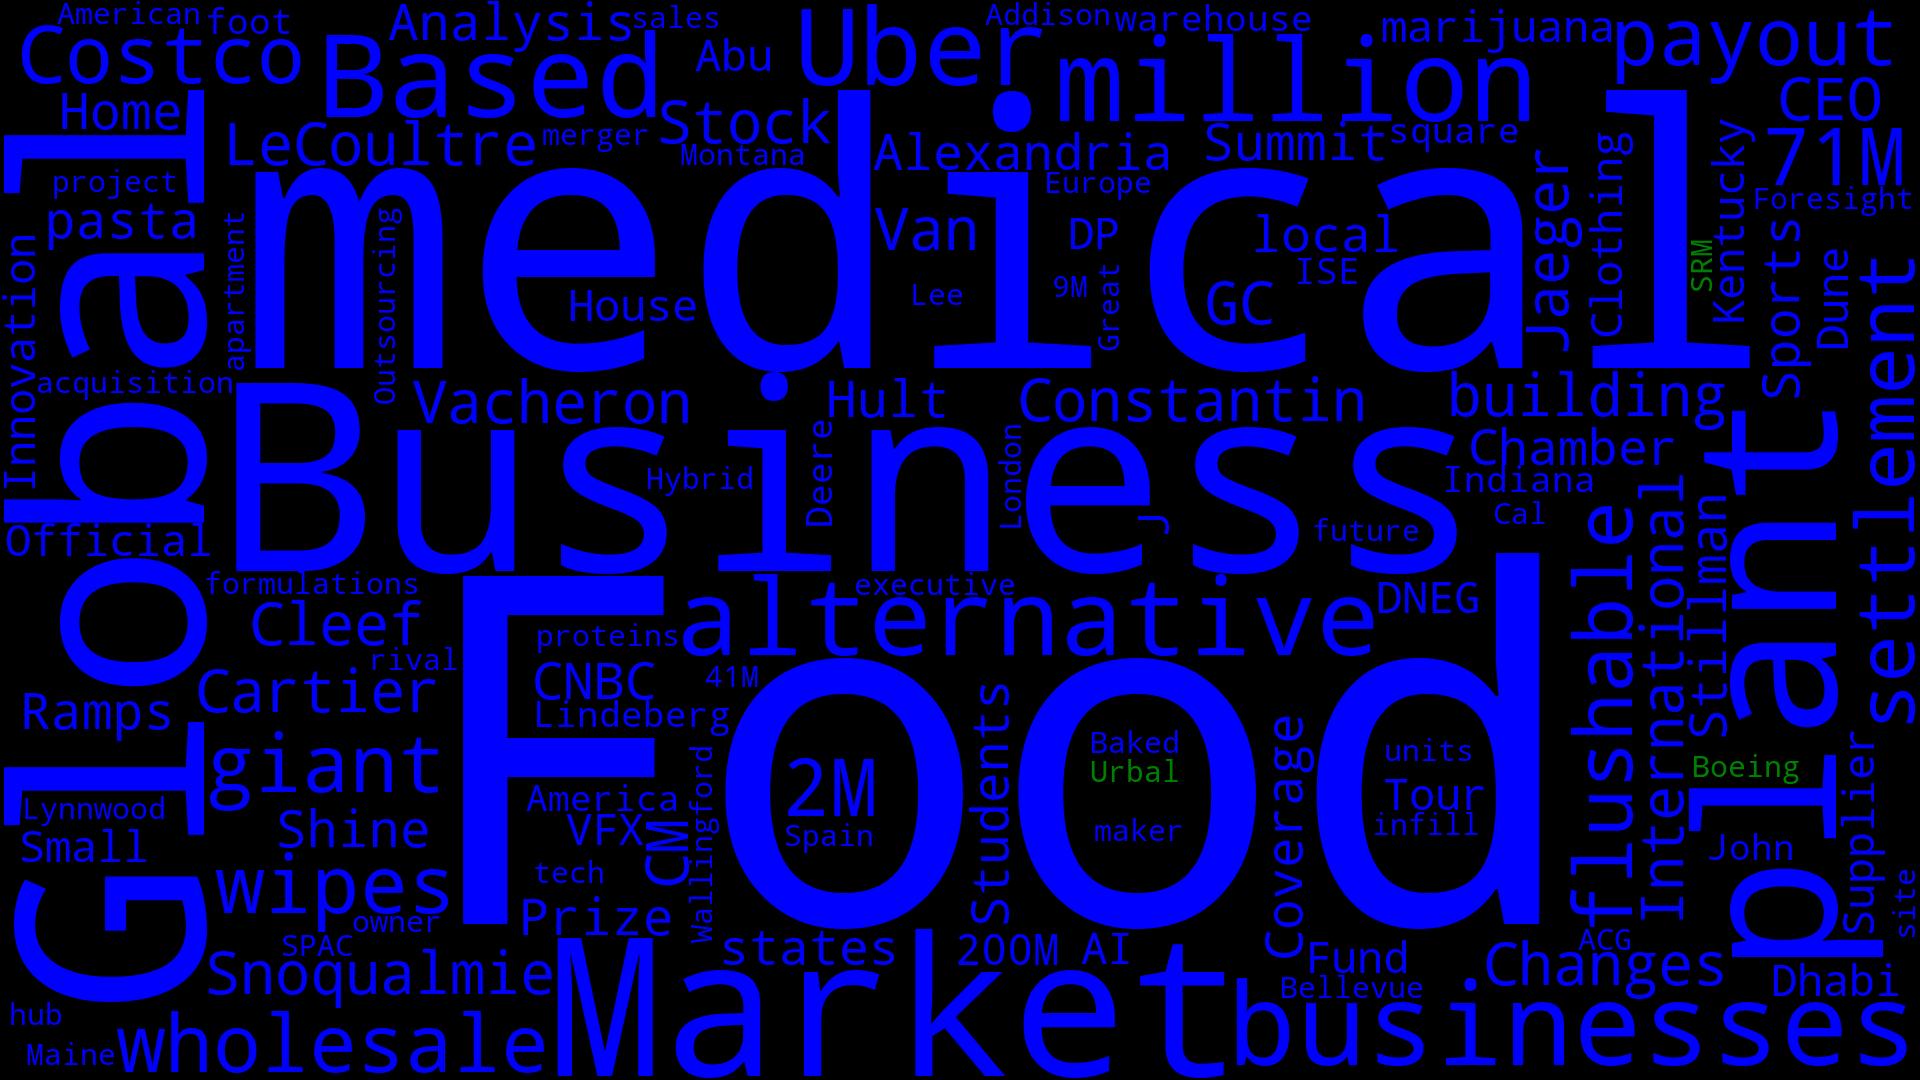 American
foot
Analysis
sales
Addison
warehouse
marijuana
payout
Costco
Based
Abu
Uber
million
CEO
Home
LeCoultre
merger
Stock
Montana
Alexandria
Summit
square
71M
project
pasta
medical
Van
Europe
DP
local
ISE
Jaeger
Clothing
Kentucky
SRM
Foresight
Innovation
Global
apartment
Outsourcing
House
Lee
9M
Great
GC
Sports
Dune
settlement
acquisition
Business
Vacheron
Hult
Constantin
building
Chamber
Indiana
Hybrid
Deere
London
J
future
Cal
Official
formulations
Cleef
rival
Food
alternative
executive
DNEG
flushable
International
Stillman
plant
proteins
CNBC
41M
Lindeberg
Ramps
Cartier
giant
America
VFX
CM
Wallingford
2M
Spain
Students
Baked
Urbal
maker
Coverage
units
Tour
infill
Boeing
John
Supplier
site
Lynnwood
Small
Shine
wipes
owner
tech
Prize
SPAC
Snoqualmie
states
200M
AI
Fund
Bellevue
ACG
Changes
Dhabi
hub
Maine
wholesale
Market
businesses